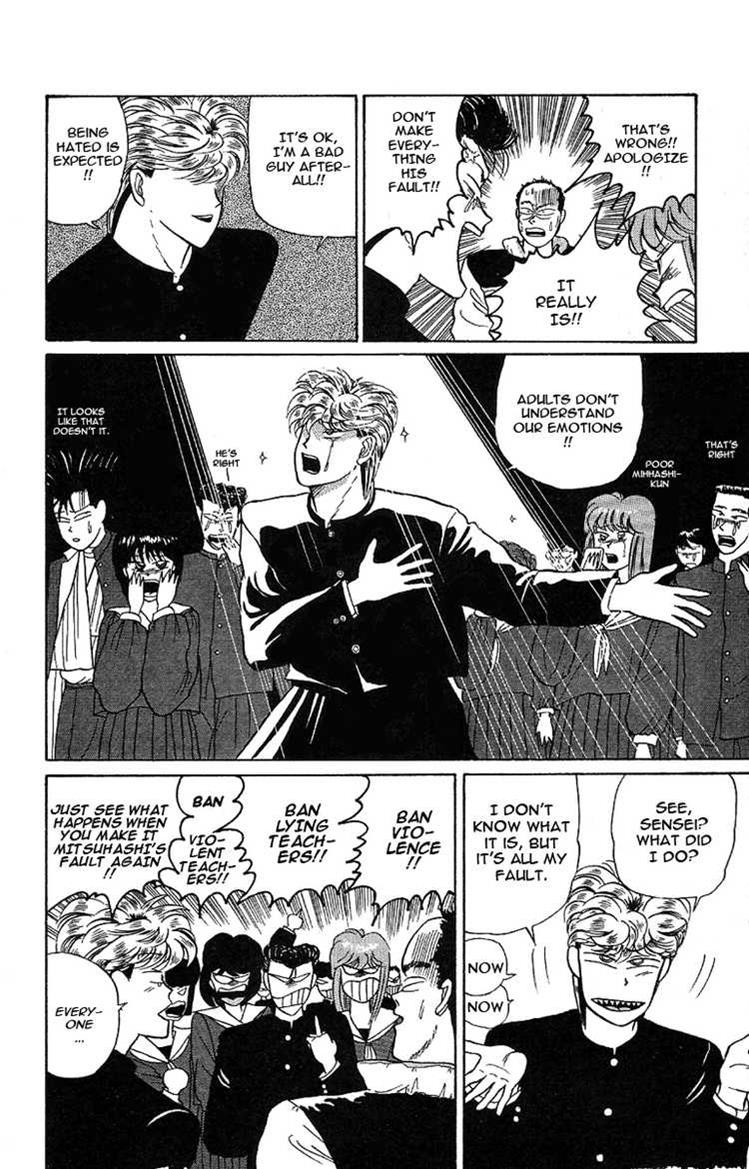 THAT'S
WRONG!!
APOLOGIZE
!!
DON'T
MAKE
EVERY-
THING
HIS
FAULT!!
IT
REALLY
IS!!
IT'S OK,
I'M A BAD
GUY AFTER-
ALL!!
BEING
HATED IS
EXPECTED
!!
ADULTS DON'T
UNDERSTAND
OUR EMOTIONS
!!
THAT'S
RIGHT
POOR
MIHHASHI-
KUN
HE'S
RIGHT
IT LOOKS
LIKE THAT
DOESN'T IT.
SEE,
SENSEI?
WHAT DID
I DO?
I DON'T
KNOW WHAT
IT IS, BUT
IT'S ALL MY
FAULT.
NOW
NOW
BAN
VIO-
LENCE
!!
BAN
LYING
TEACH-
ERS!!
BAN
VIO-
LENT
TEACH-
ERS!!
JUST SEE WHAT
HAPPENS WHEN
YOU MAKE IT
MITSUHASHI'S
FAULT AGAIN
!!
EVERY-
ONE
...